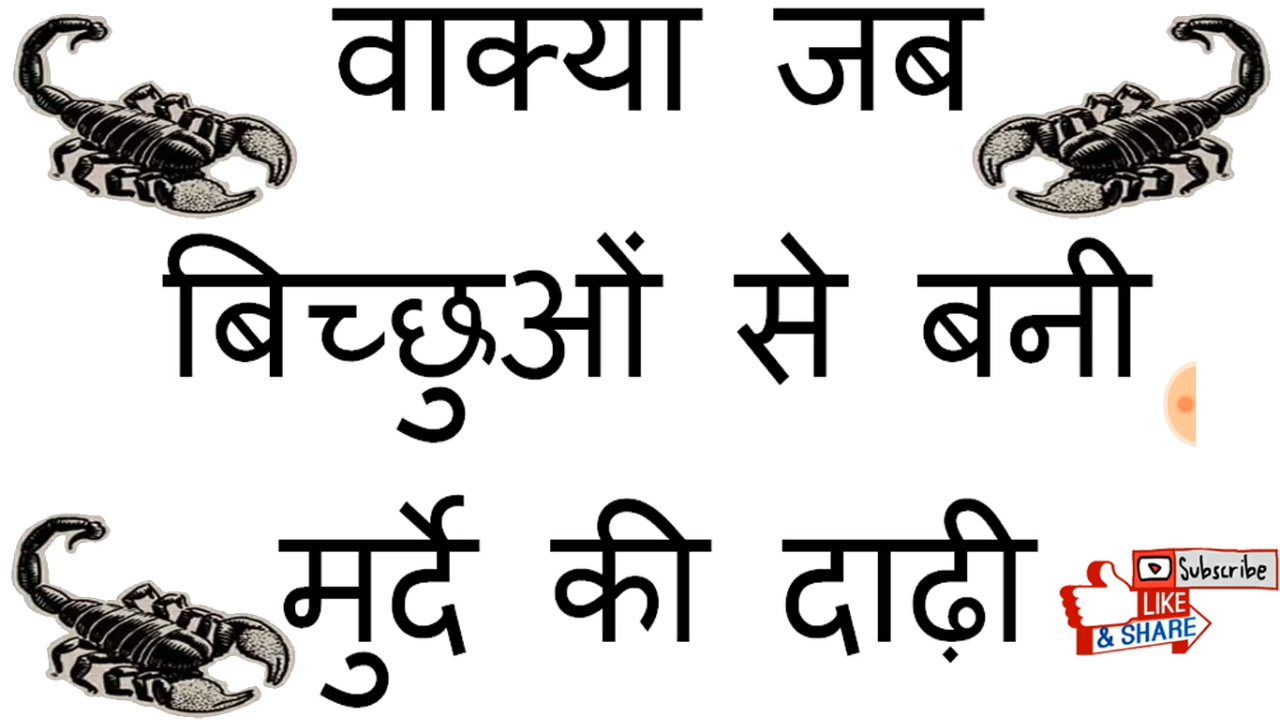 वाक्या जब
बिच्छुओं से बनी
मुर्दे की दाढ़ी
Subscribe
LIKE
& SHARE